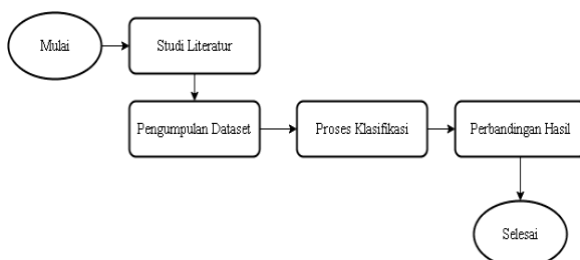 Mulai
Studi Literatur
Pengumpulan Dataset
Proses Klasifikasi
Perbandingan Hasil
Selesai